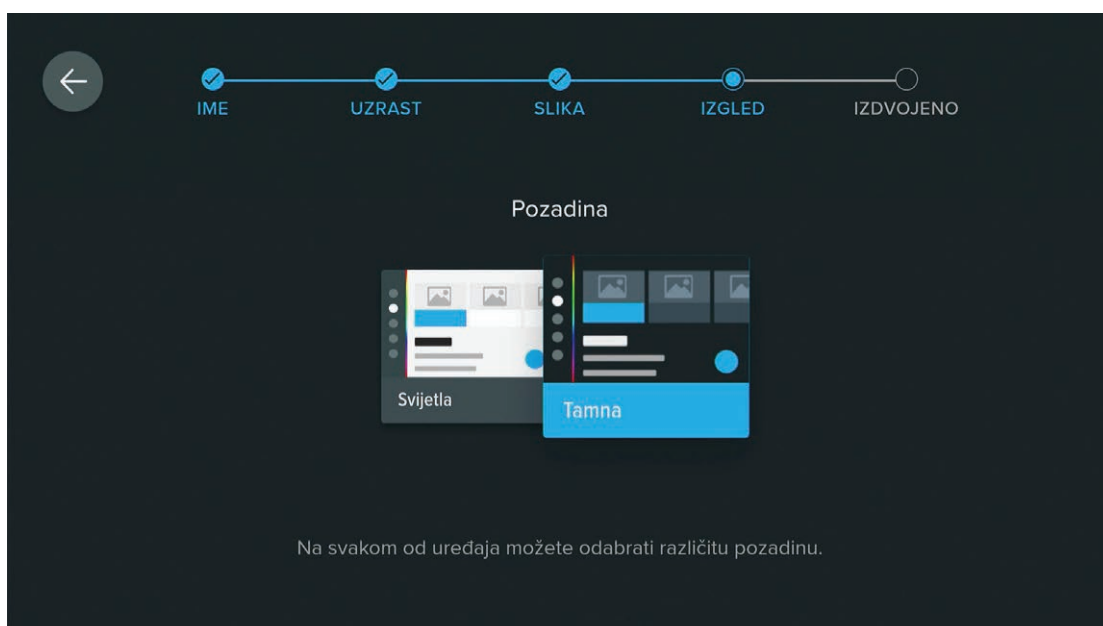 IME
UZRAST
SLIKA
IZGLED
IZDVOJENO
Pozadina
Svijetla
Tamna
Na svakom od uređaja možete odabrati različitu pozadinu.